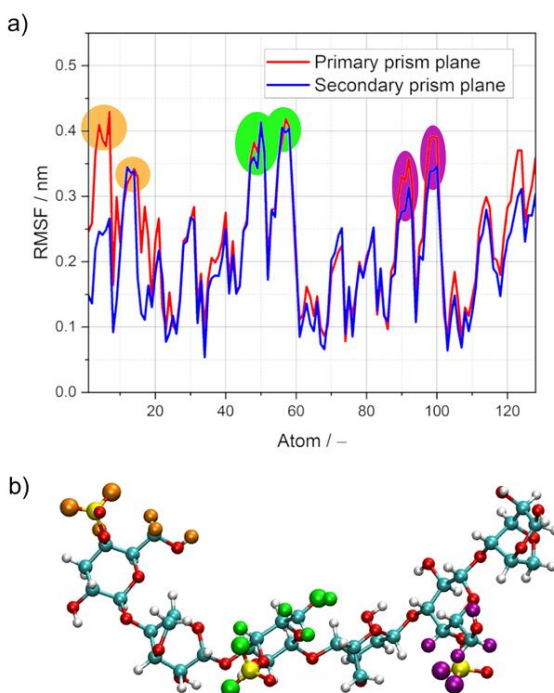 a)
0.5
0.4
0.3
0.2
0.1
0.0
RMSF / nm
Primary prism plane
Secondary prism plane
20 40 60 80 100 120
Atom / –
b)